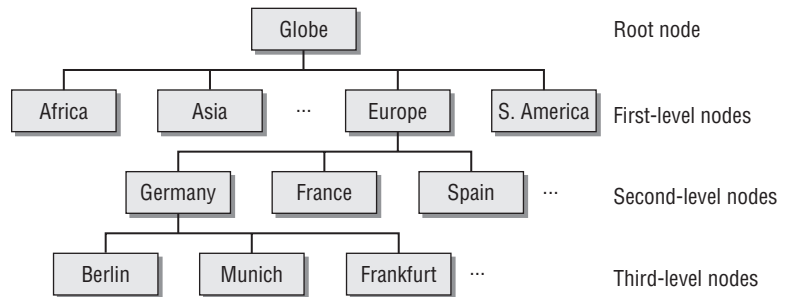 Globe Root node
Africa Asia ... Europe S. America First-level nodes
Germany France Spain ... Second-level nodes
Berlin Munich Frankfurt ... Third-level nodes